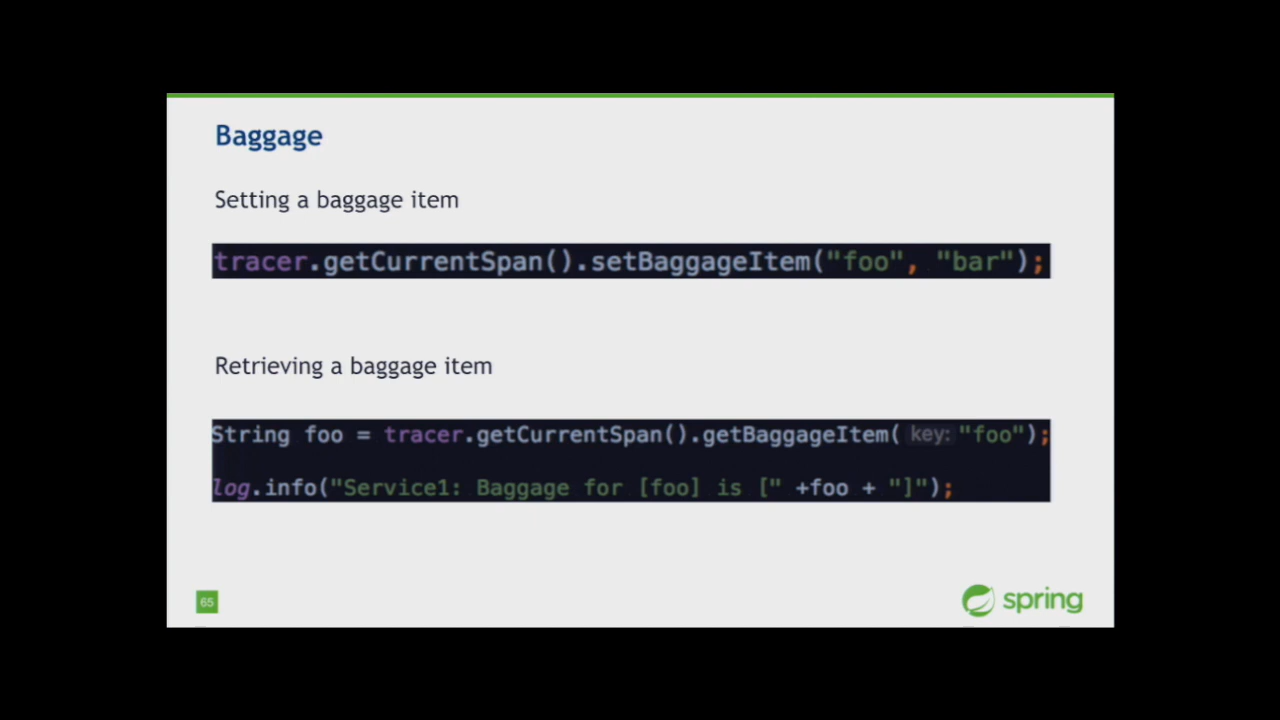 Baggage
Setting a baggage item
tracer.getCurrentSpan().setBaggageItem("foo", "bar");
Retrieving a baggage item
String foo = tracer.getCurrentSpan().getBaggageItem( key: "foo");
log.info("Service1: Baggage for [foo] is [" +foo + "]");
65
spring